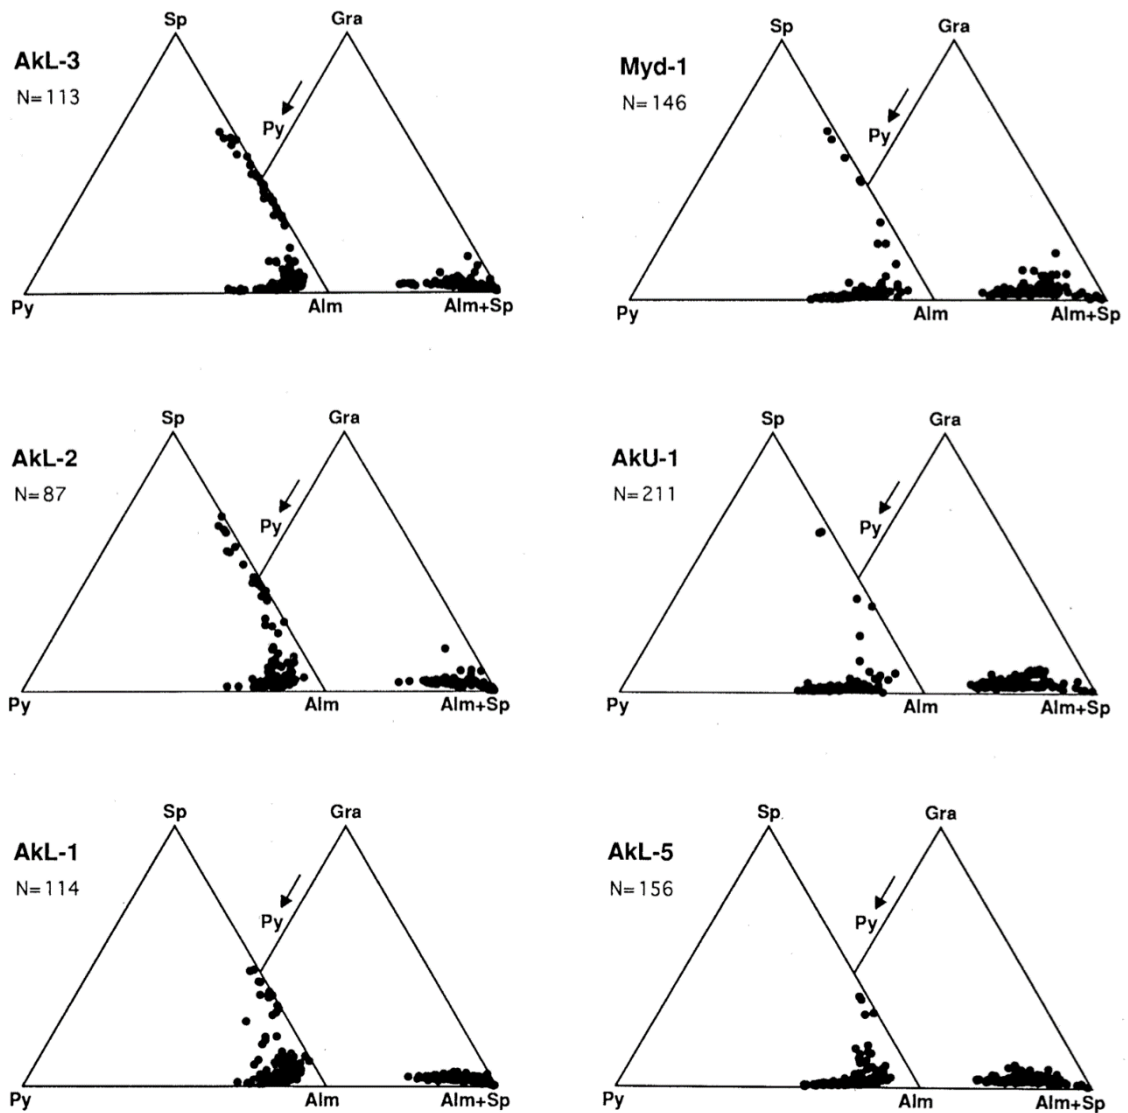 Sp Gra
AkL-3
N=113
Py
Py Alm Alm+Sp
Sp Gra
Myd-1
N=146
Py
Py Alm Alm+Sp
Sp Gra
AkL-2
N=87
Py
Py Alm Alm+Sp
Sp Gra
AkU-1
N=211
Py
Py Alm Alm+Sp
Sp Gra
AkL-1
N=114
Py
Py Alm Alm+Sp
Sp Gra
AkL-5
N=156
Py
Py Alm Alm+Sp